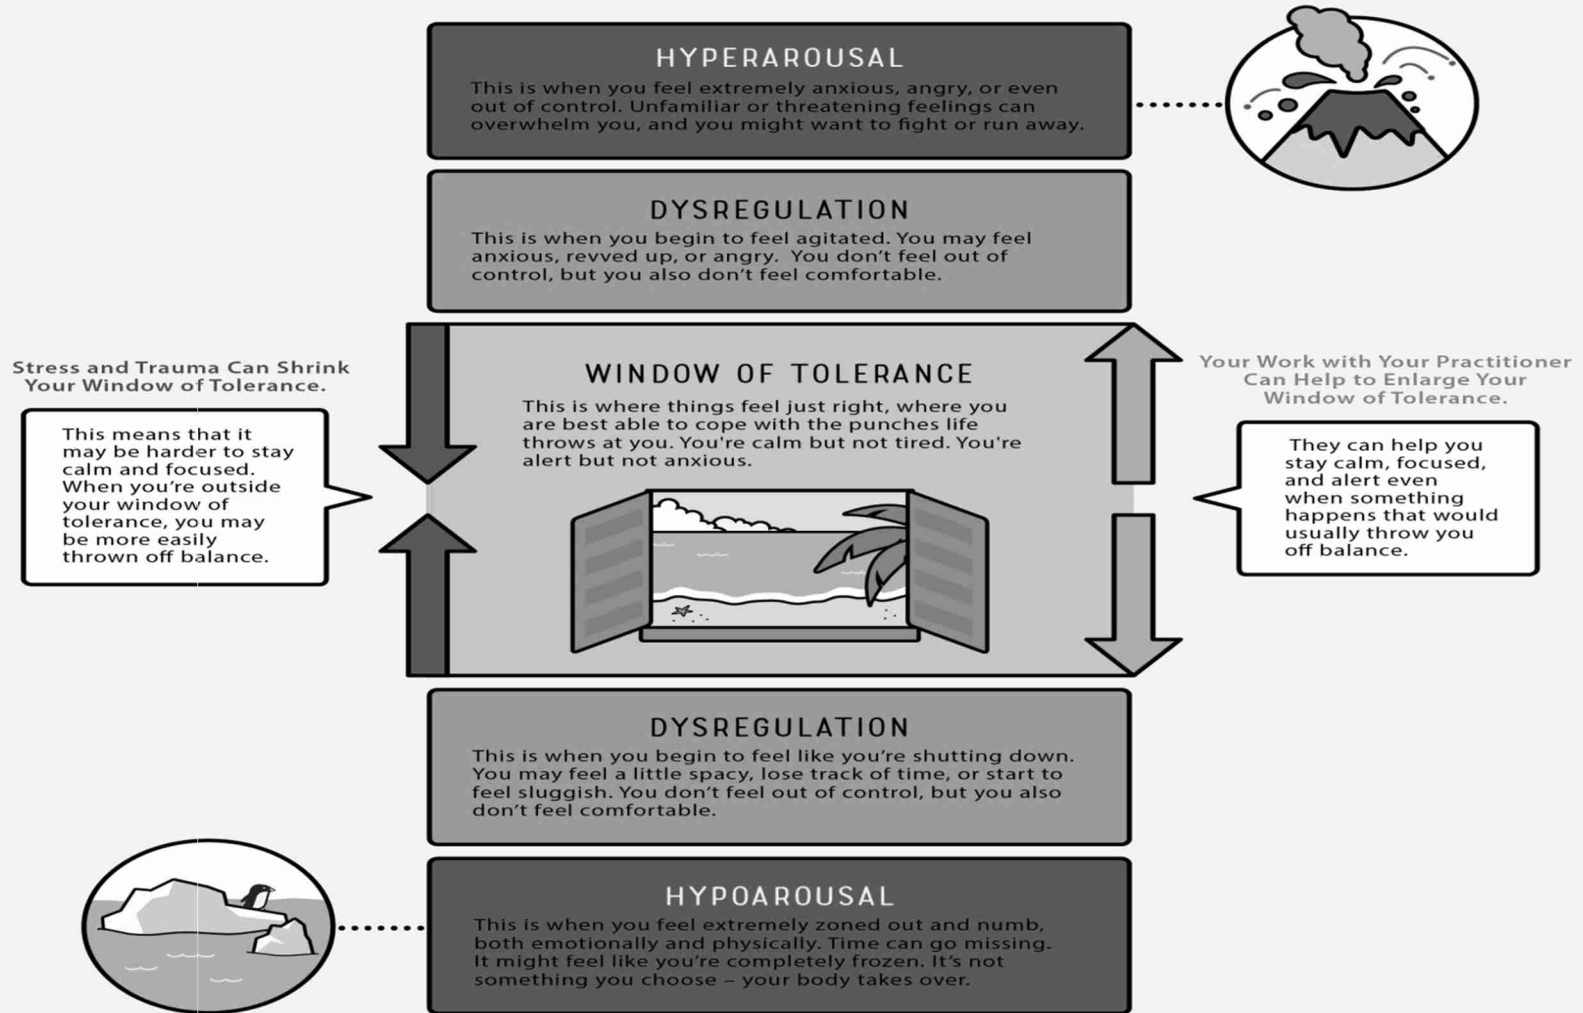 HYPERAROUSAL
This is when you feel extremely anxious, angry, or even
out of control. Unfamiliar or threatening feelings can
overwhelm you, and you might want to fight or run away.
DYSREGULATION
This is when you begin to feel agitated. You may feel
anxious, revved up, or angry.  You don’t feel out of
control, but you also don’t feel comfortable.
Stress and Trauma Can Shrink
Your Window of Tolerance.
This means that it
may be harder to stay
calm and focused.
When you’re outside
your window of
tolerance, you may
be more easily
thrown off balance.
WINDOW OF TOLERANCE
This is where things feel just right, where you
are best able to cope with the punches life
throws at you. You're calm but not tired. You're
alert but not anxious.
Your Work with Your Practitioner
Can Help to Enlarge Your
Window of Tolerance.
They can help you
stay calm, focused,
and alert even
when something
happens that would
usually throw you
off balance.
DYSREGULATION
This is when you begin to feel like you’re shutting down.
You may feel a little spacy, lose track of time, or start to
feel sluggish. You don’t feel out of control, but you also
don’t feel comfortable.
HYPOAROUSAL
This is when you feel extremely zoned out and numb,
both emotionally and physically. Time can go missing.
It might feel like you’re completely frozen. It’s not
something you choose – your body takes over.